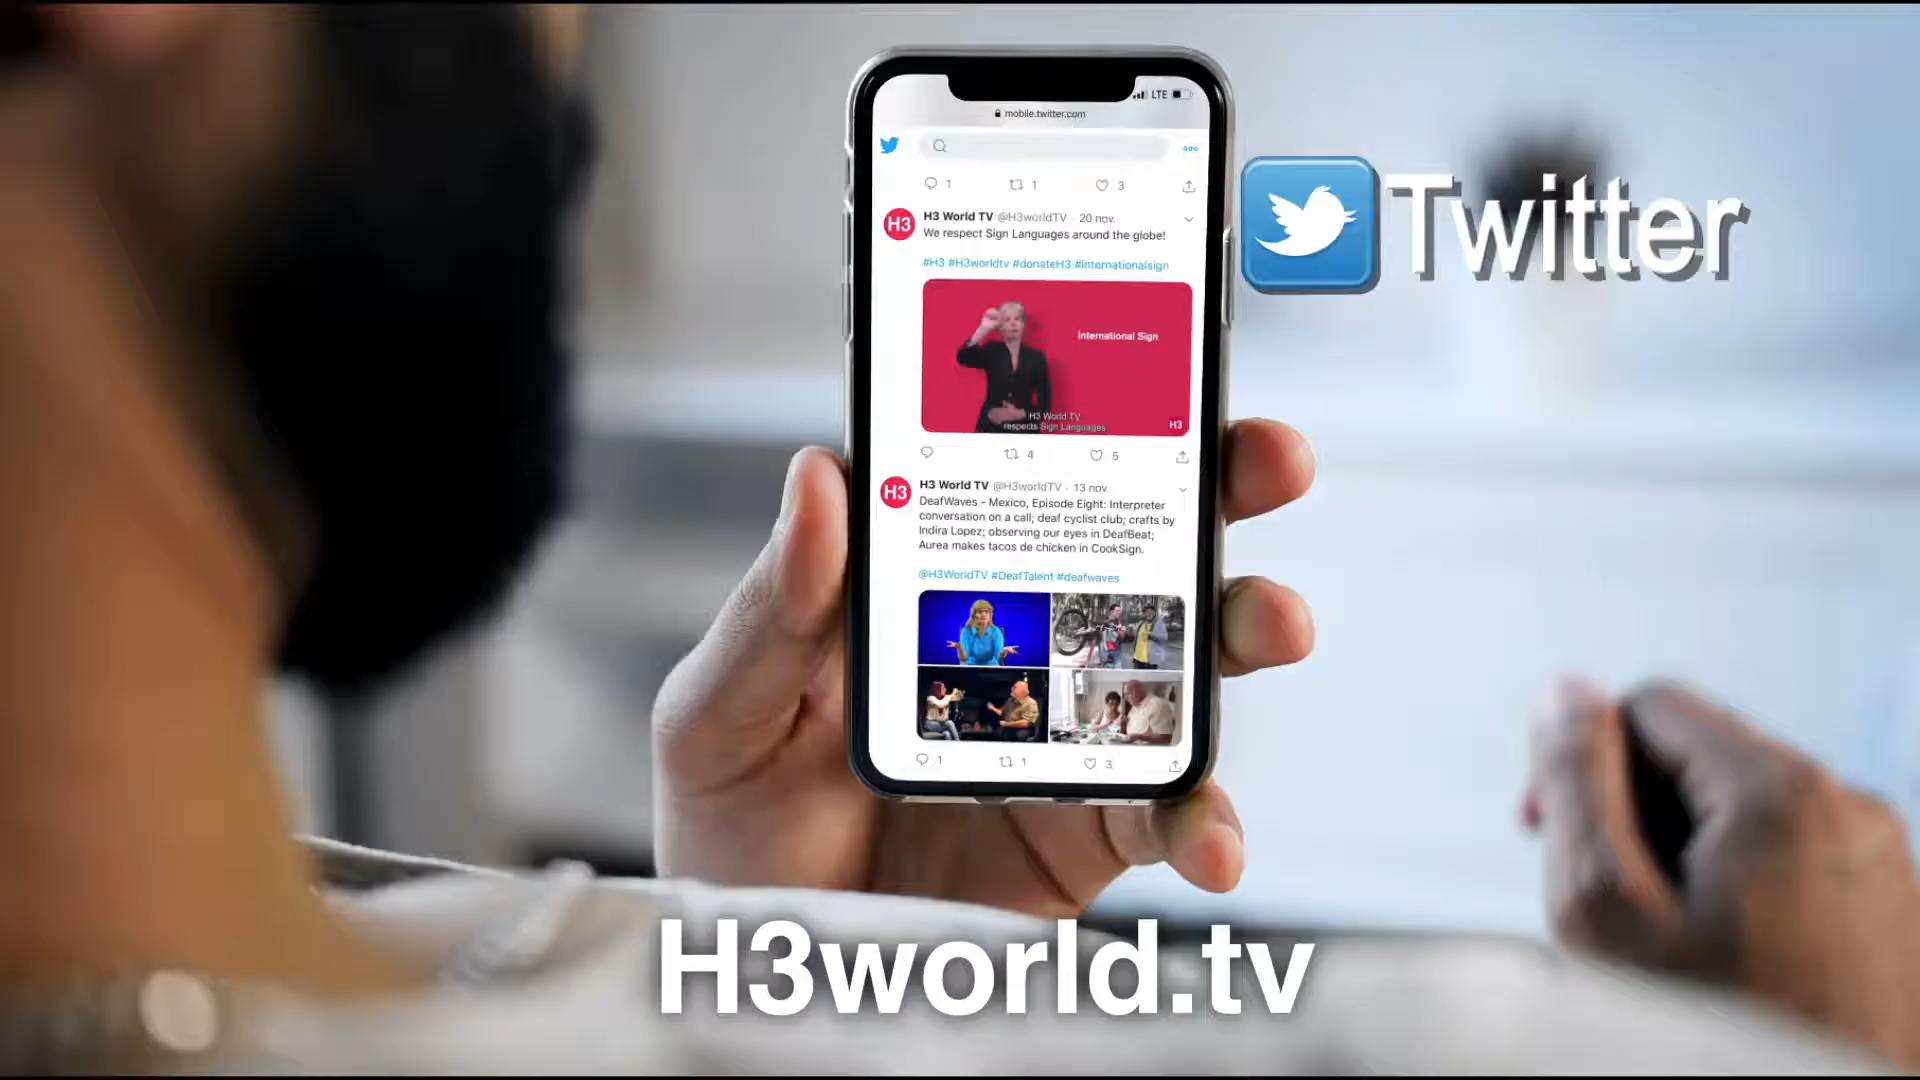 LTE
mobile.twitter.com
1 1 3
H3
H3 World TV @H3worldTV · 20 nov.
We respect Sign Languages around the globe!
#H3 #H3worldtv #donateH3 #internationalsign
International Sign
H3 World TV
respects Sign Languages
H3
4 5
H3
H3 World TV @H3worldTV · 13 nov.
DeafWaves - Mexico, Episode Eight: Interpreter
conversation on a call; deaf cyclist club; crafts by
Indira Lopez; observing our eyes in DeafBeat;
Aurea makes tacos de chicken in CookSign.
@H3WorldTV #DeafTalent #deafwaves
1 1 3
Twitter
H3world.tv